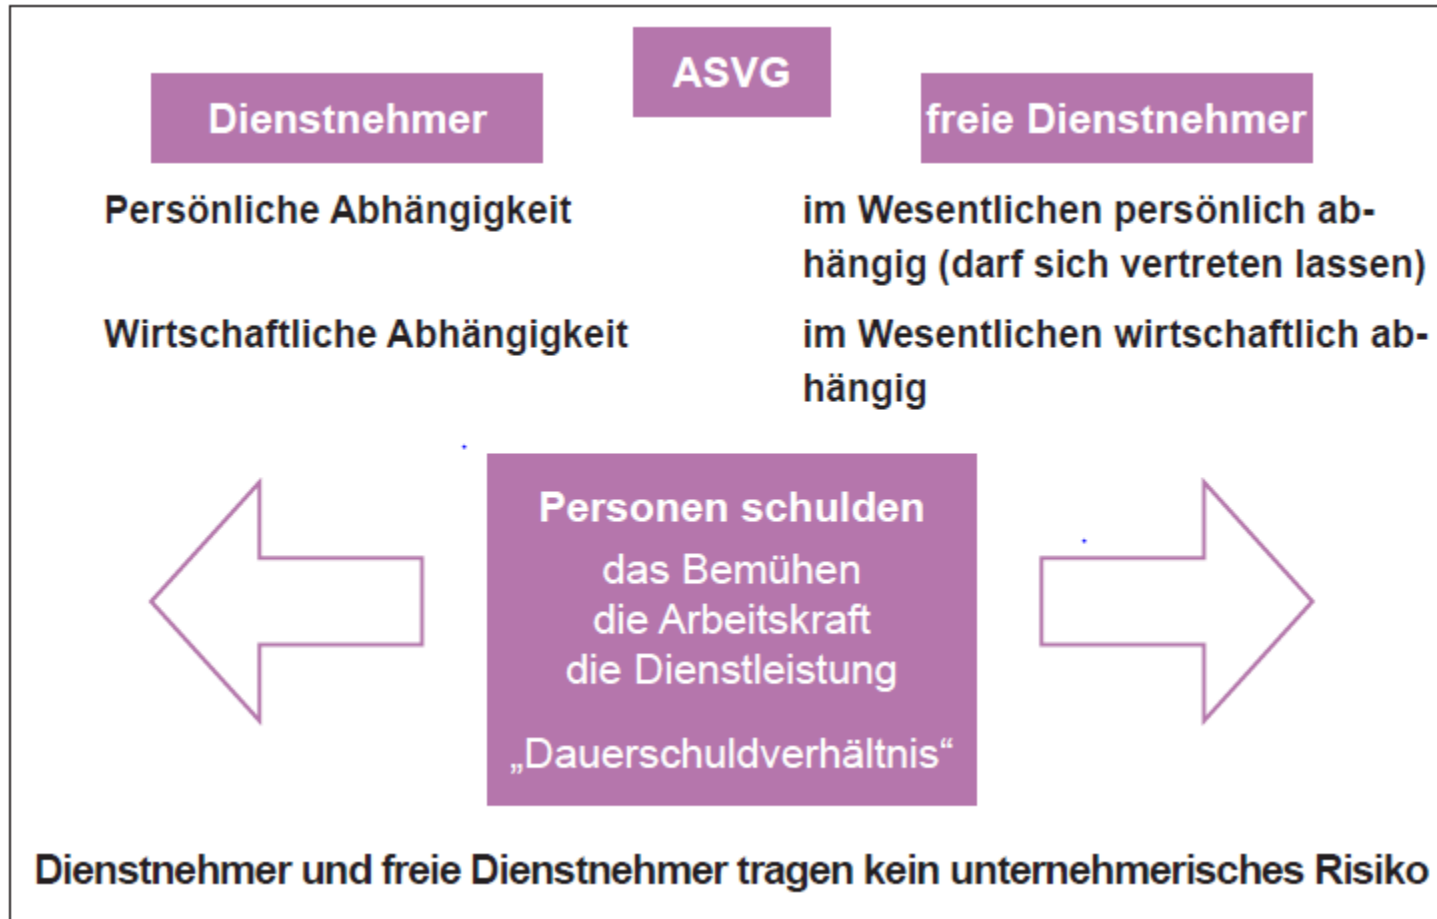 ASVG
Dienstnehmer
freie Dienstnehmer
Persönliche Abhängigkeit
im Wesentlichen persönlich ab-
hängig (darf sich vertreten lassen)
Wirtschaftliche Abhängigkeit
im Wesentlichen wirtschaftlich ab-
hängig
Personen schulden
das Bemühen
die Arbeitskraft
die Dienstleistung
„Dauerschuldverhältnis“
Dienstnehmer und freie Dienstnehmer tragen kein unternehmerisches Risiko